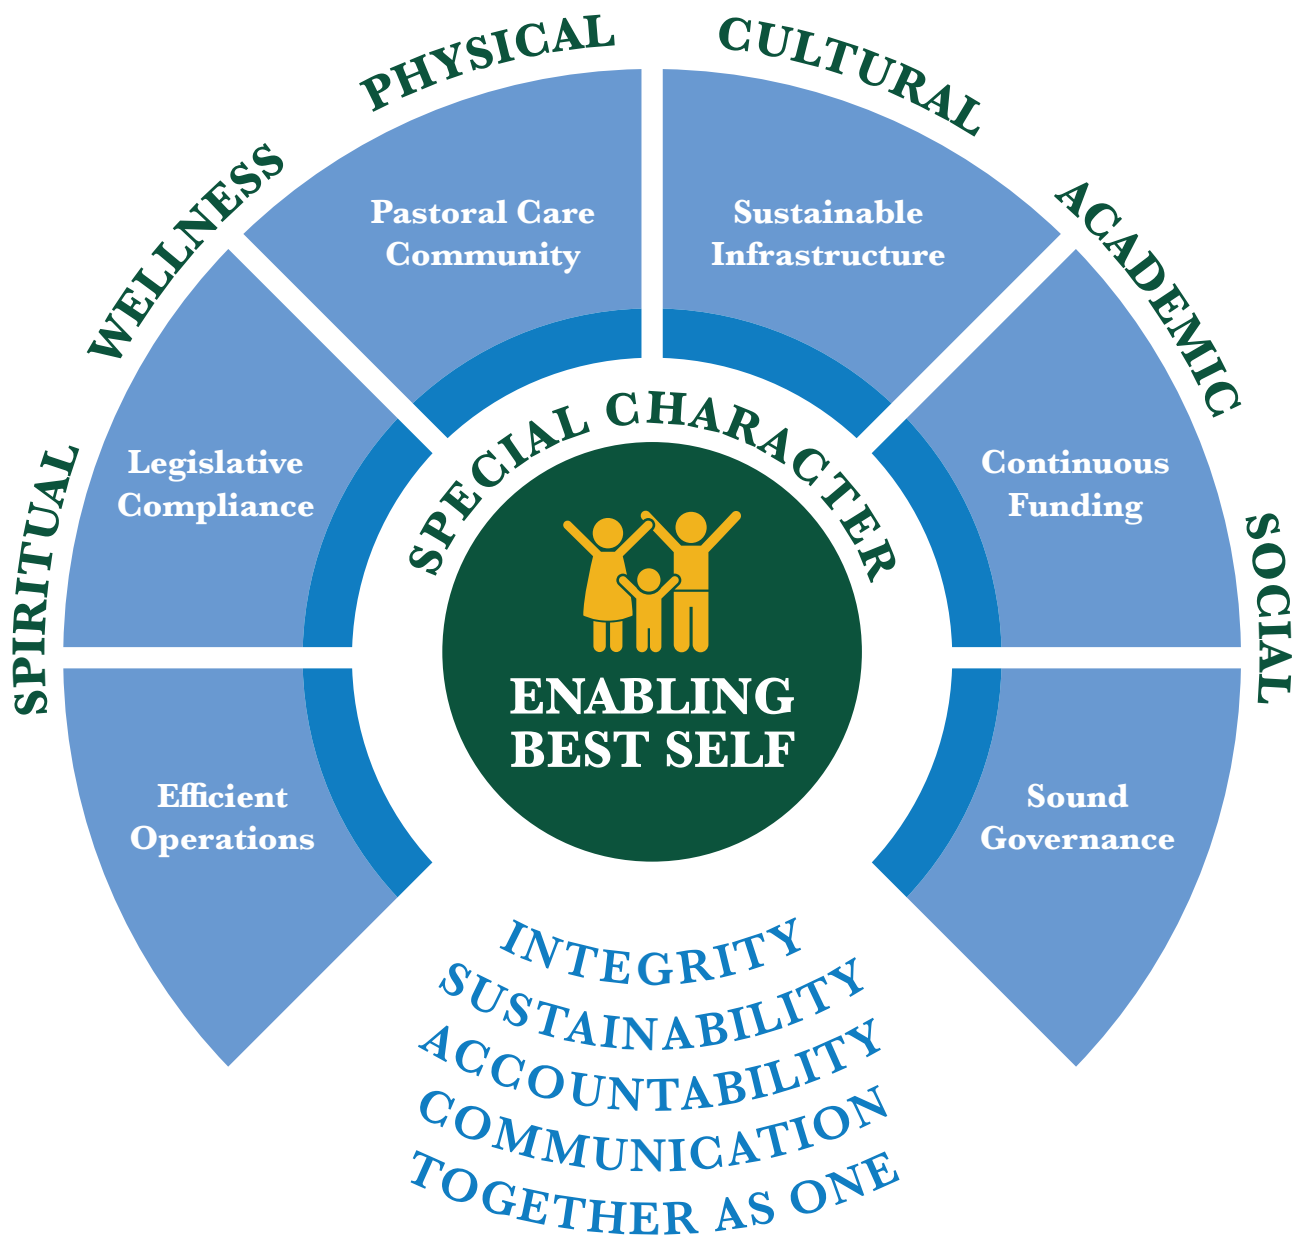 SPIRITUAL
WELLNESS
PHYSICAL
CULTURAL
ACADEMIC
SOCIAL
Efficient
Operations
Legislative
Compliance
Pastoral Care
Community
Sustainable
Infrastructure
Continuous
Funding
Sound
Governance
SPECIAL CHARACTER
ENABLING
BEST SELF
INTEGRITY
SUSTAINABILITY
ACCOUNTABILITY
COMMUNICATION
TOGETHER AS ONE